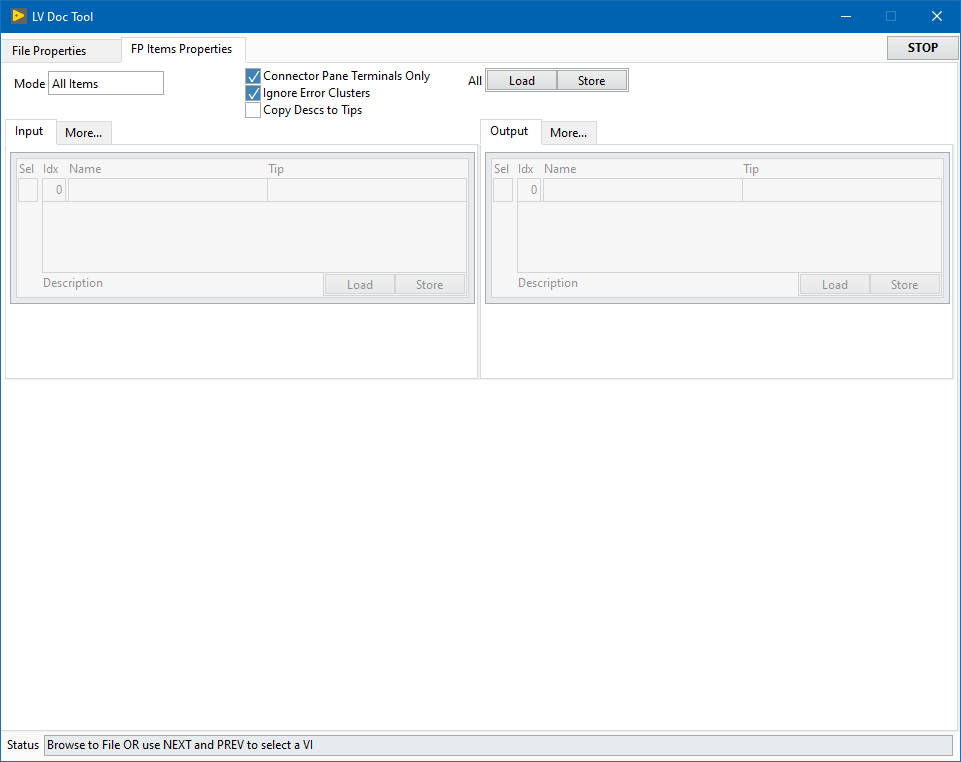 LV Doc Tool
File Properties FP Items Properties STOP
Mode All Items Connector Pane Terminals Only All Load Store
Ignore Error Clusters
Copy Descs to Tips
Input More... Output More...
Sel Idx Name Tip Sel Idx Name Tip
0 0
Description Load Store Description Load Store
Status Browse to File OR use NEXT and PREV to select a VI